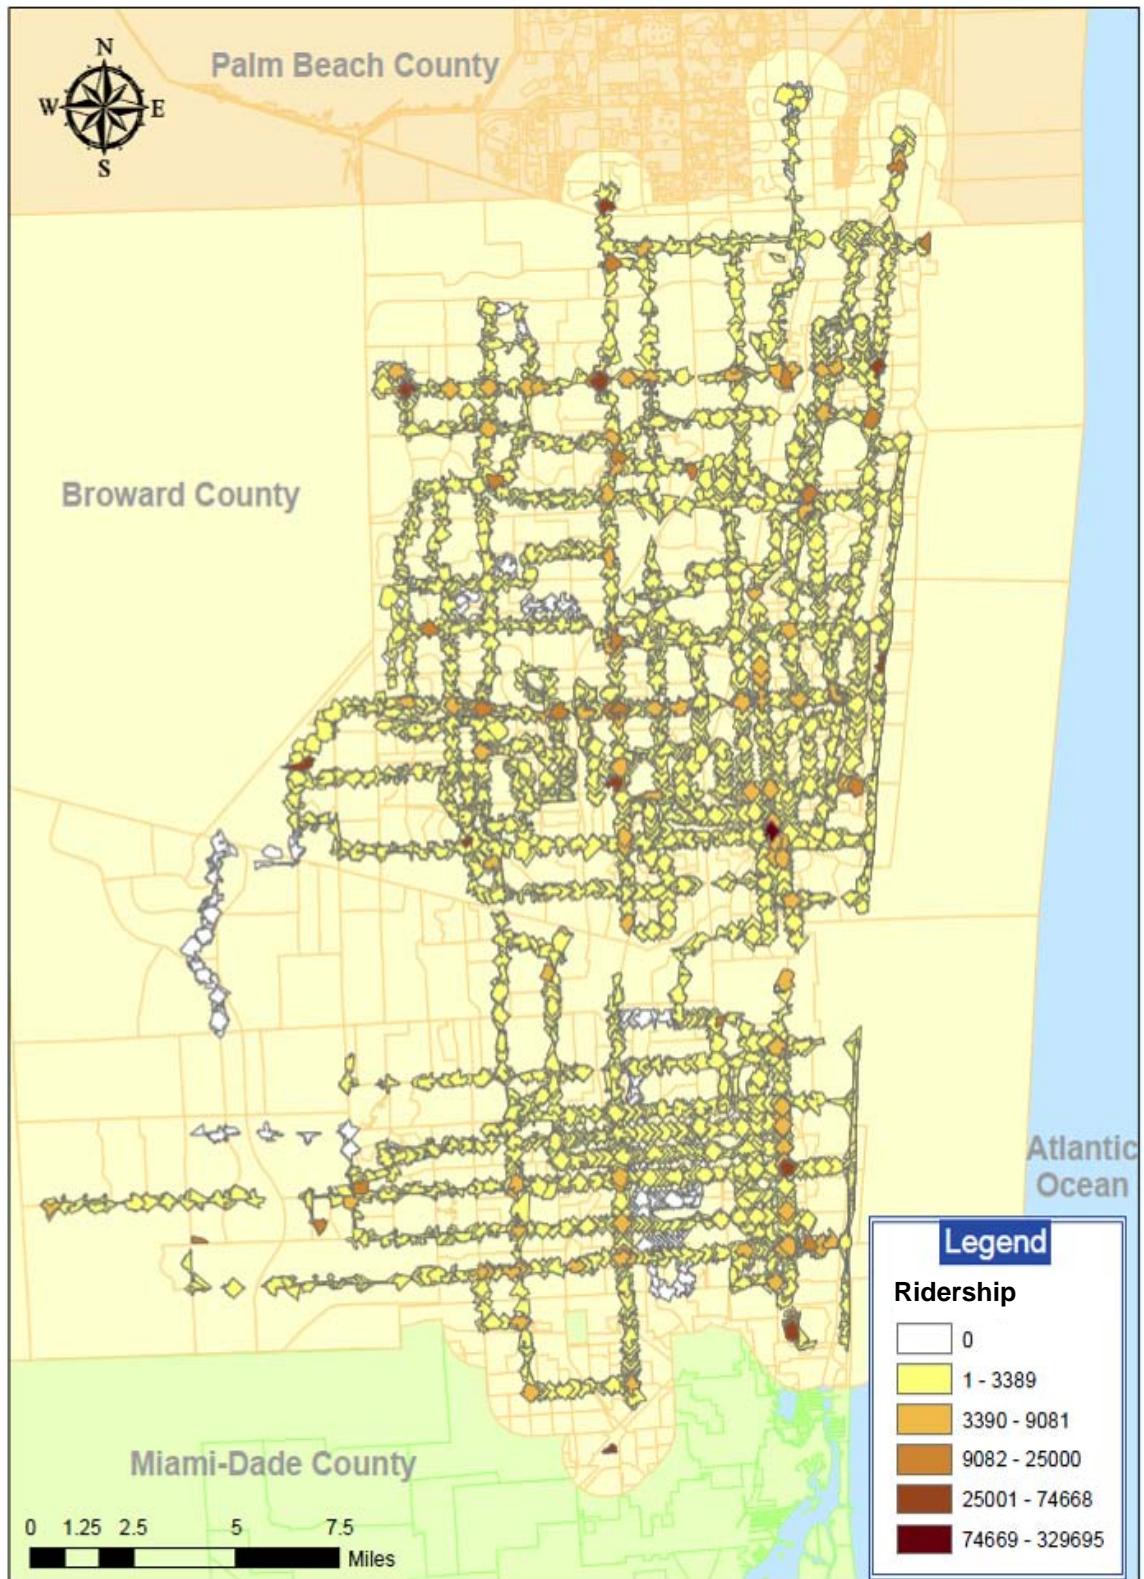 N
Palm Beach County
W
E
S
Broward County
Atlantic
Ocean
Legend
Ridership
0
1 - 3389
3390 - 9081
9082 - 25000
25001 - 74668
74669 - 329695
Miami-Dade County
0 1.25 2.5 5 7.5
Miles